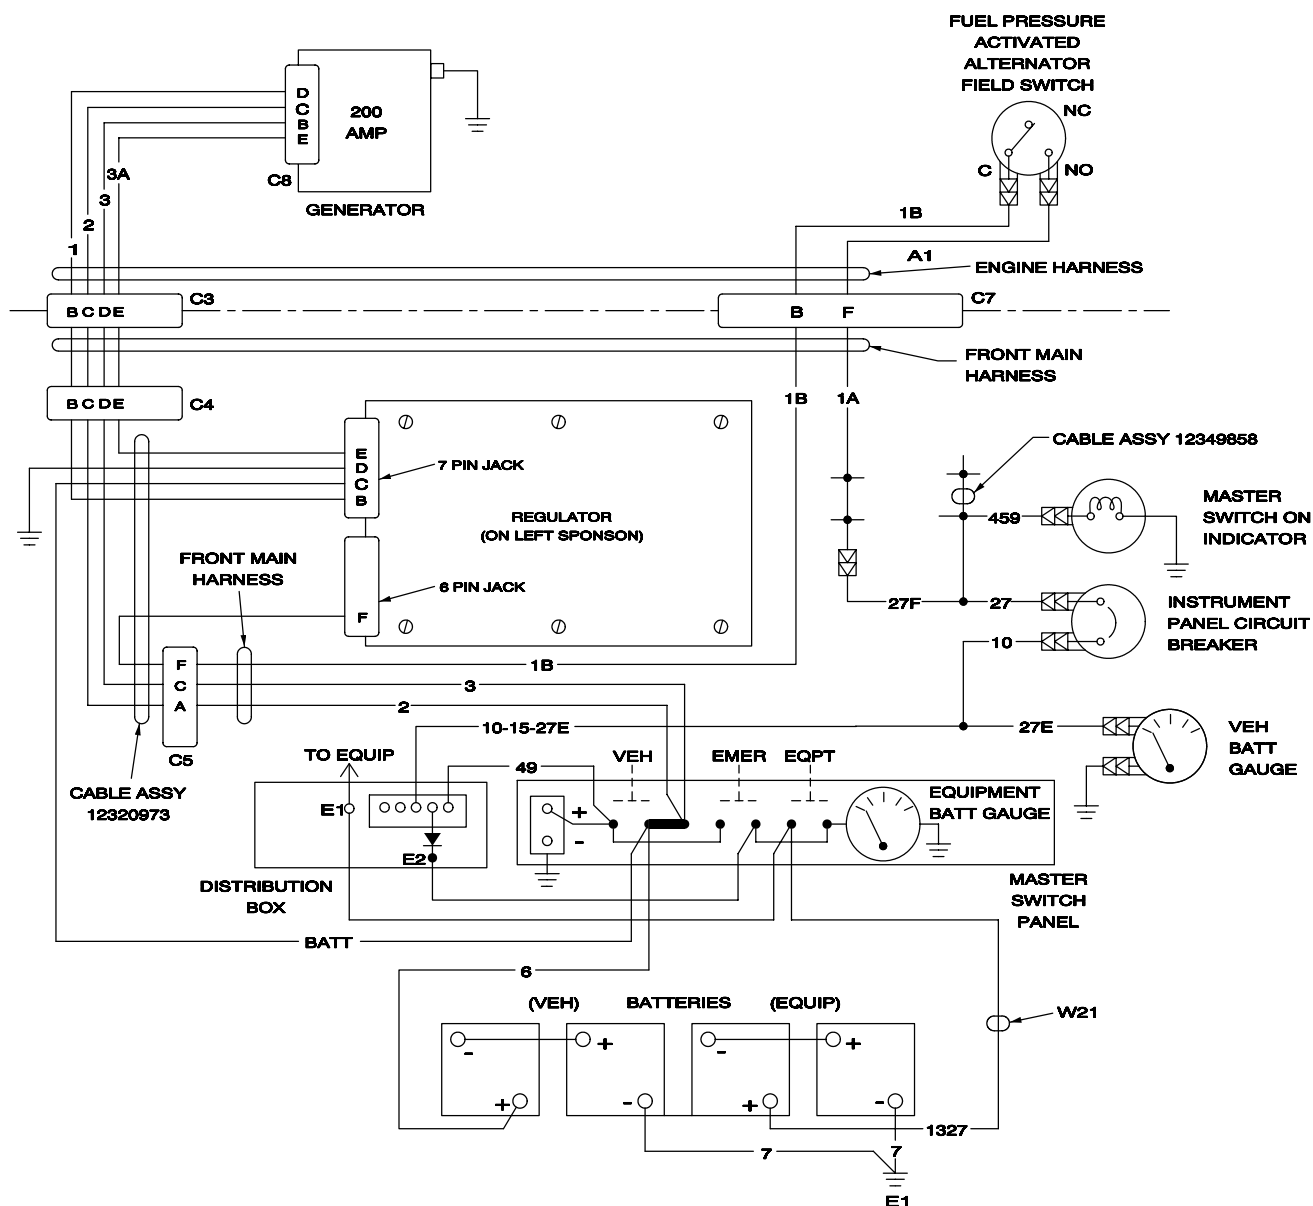 FUEL PRESSURE
ACTIVATED
ALTERNATOR
FIELD SWITCH
NC
C
NO
D
C
B
E
200
AMP
C8
GENERATOR
3A
3
2
1
1B
A1
ENGINE HARNESS
C3
B C D E
C7
B F
FRONT MAIN
HARNESS
B C D E
C4
1B
1A
E
D
C
B
7 PIN JACK
REGULATOR
(ON LEFT SPONSON)
CABLE ASSY 12349858
459
MASTER
SWITCH ON
INDICATOR
FRONT MAIN
HARNESS
6 PIN JACK
F
27F
27
INSTRUMENT
PANEL CIRCUIT
BREAKER
10
F
C
A
C5
1B
3
2
10-15-27E
27E
VEH
BATT
GAUGE
CABLE ASSY
12320973
TO EQUIP
49
VEH
EMER
EQPT
E1
E2
+
-
EQUIPMENT
BATT GAUGE
DISTRIBUTION
BOX
MASTER
SWITCH
PANEL
BATT
6
(VEH)
BATTERIES
(EQUIP)
W21
-
+
-
+
+
-
+
-
1327
7
7
E1